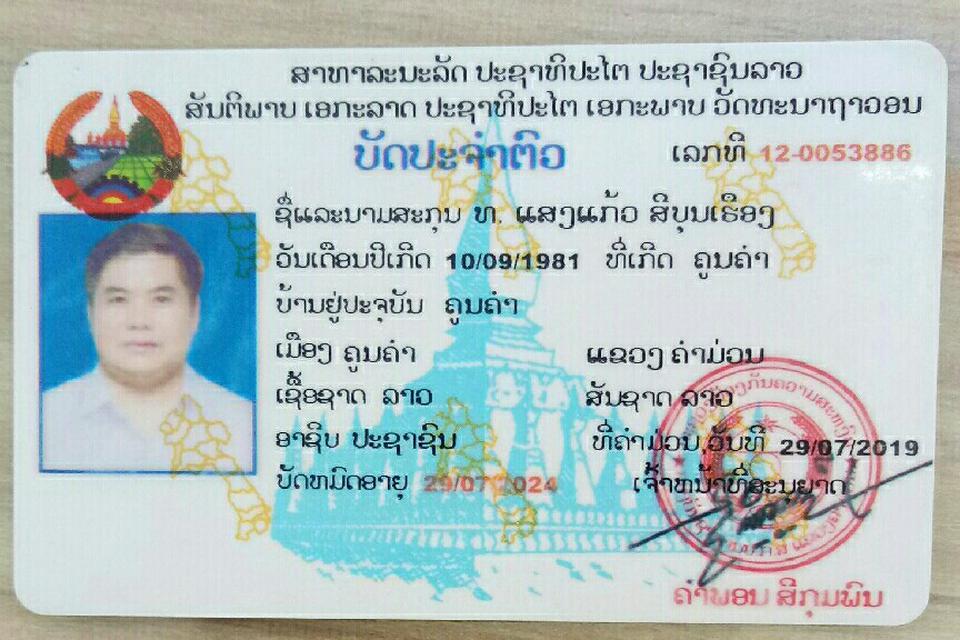 ສາທາລະນະລັດ ປະຊາທິປະໄຕ ປະຊາຊົນລາວ
ສັນຕິພາບ ເອກະລາດ ປະຊາທິປະໄຕ ເອກະພາບ ວັດທະນາຖາວອນ
ບັດປະຈຳຕົວ ເລກທີ 12-0053886
ຊື່ແລະນາມສະກຸນ ທ. ແສງແກ້ວ ສີບຸນເຮືອງ
ວັນເດືອນປີເກີດ 10/09/1981 ທີ່ເກີດ ຄູນຄຳ
ບ້ານຢູ່ປະຈຸບັນ ຄູນຄຳ
ເມືອງ ຄູນຄຳ ແຂວງ ຄຳມ່ວນ
ເຊື້ອຊາດ ລາວ ສັນຊາດ ລາວ
ອາຊິບ ປະຊາຊົນ ທີ່ຄຳມ່ວນ,ວັນທີ 29/07/2019
ບັດຫມົດອາຍຸ 29/07/2024 ເຈົ້າຫນ້າທີ່ອະນຸຍາດ
ຄຳພອນ ສີກຸມພົນ